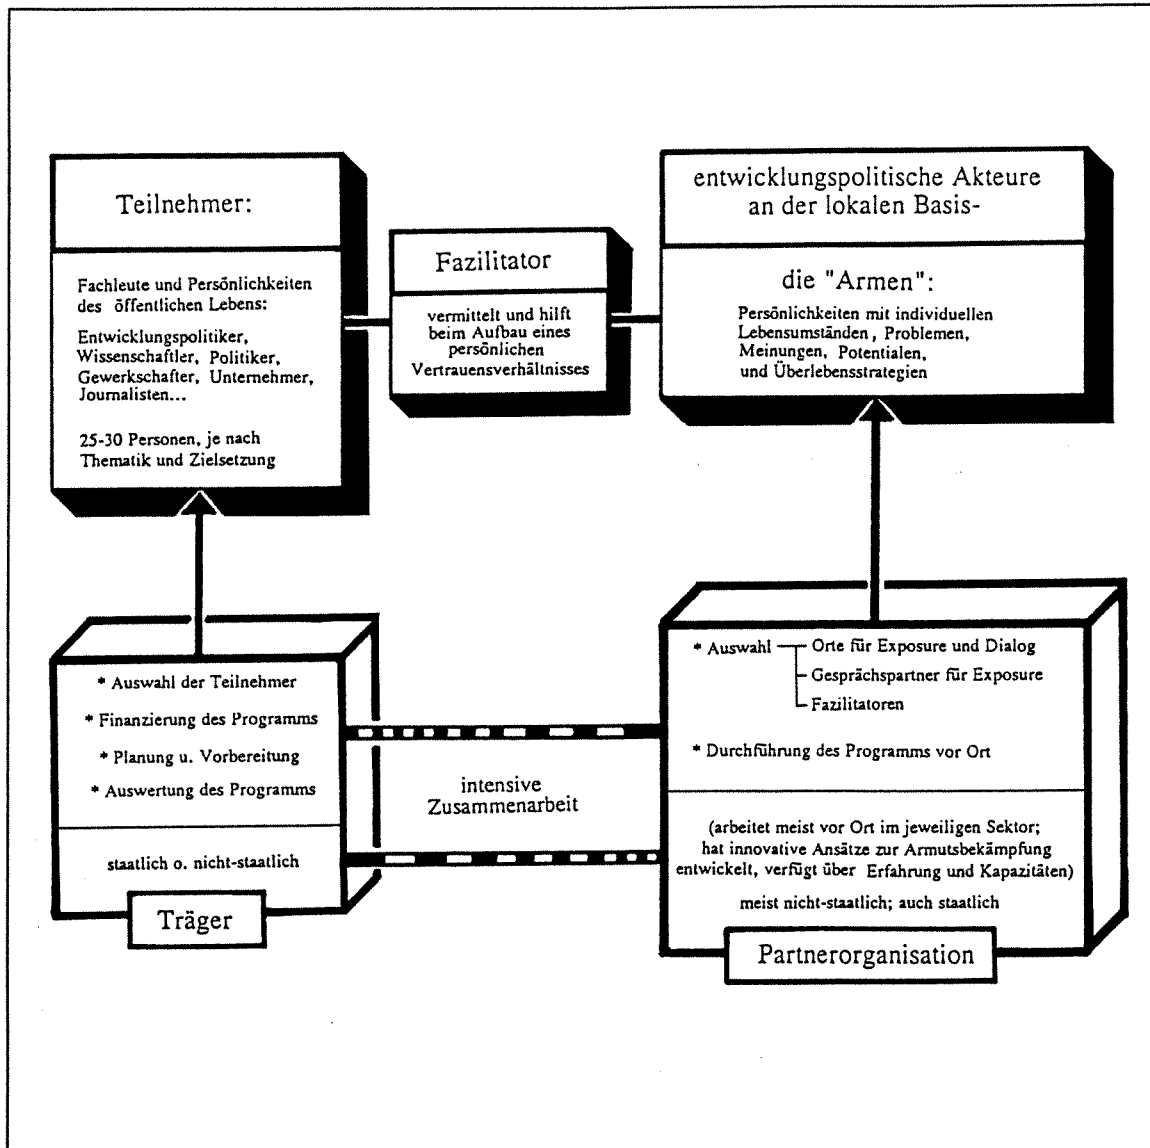 Teilnehmer:
Fachleute und Persönlichkeiten
des öffentlichen Lebens:
Entwicklungspolitiker,
Wissenschaftler, Politiker,
Gewerkschafter, Unternehmer,
Journalisten...
25-30 Personen, je nach
Thematik und Zielsetzung
Fazilitator
vermittelt und hilft
beim Aufbau eines
persönlichen
Vertrauensverhältnisses
entwicklungspolitische Akteure
an der lokalen Basis-
die "Armen":
Persönlichkeiten mit individuellen
Lebensumständen, Problemen,
Meinungen, Potentialen,
und Überlebensstrategien
* Auswahl der Teilnehmer
* Finanzierung des Programms
* Planung u. Vorbereitung
* Auswertung des Programms
staatlich o. nicht-staatlich
Träger
intensive
Zusammenarbeit
* Auswahl
Orte für Exposure und Dialog
Gesprächspartner für Exposure
Fazilitatoren
* Durchführung des Programms vor Ort
(arbeitet meist vor Ort im jeweiligen Sektor;
hat innovative Ansätze zur Armutsbekämpfung
entwickelt, verfügt über Erfahrung und Kapazitäten)
meist nicht-staatlich; auch staatlich
Partnerorganisation